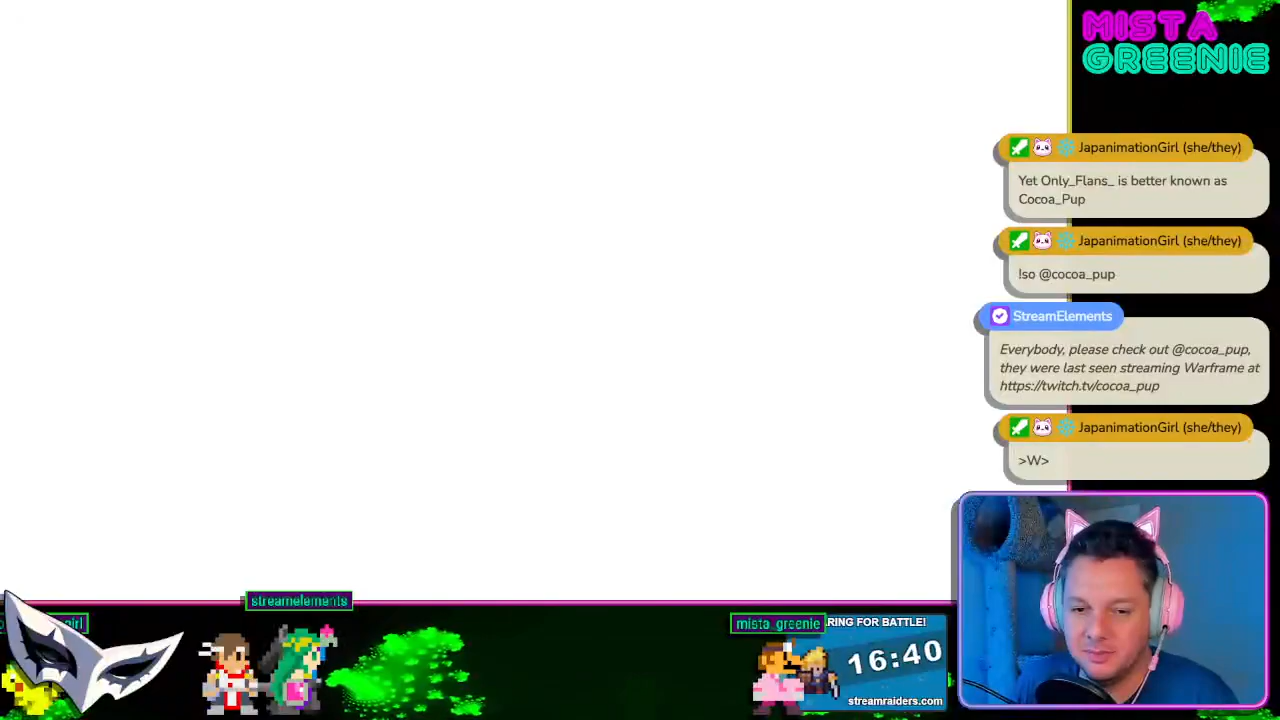 MISTA
GREENIE
JapanimationGirl (she/they)
Yet Only_Flans_ is better known as
Cocoa_Pup
JapanimationGirl (she/they)
!so @cocoa_pup
StreamElements
Everybody, please check out @cocoa_pup,
they were last seen streaming Warframe at
https://twitch.tv/cocoa_pup
JapanimationGirl (she/they)
>W>
streamelements
girl
mista_greenie
RING FOR BATTLE!
16:40
streamraiders.com